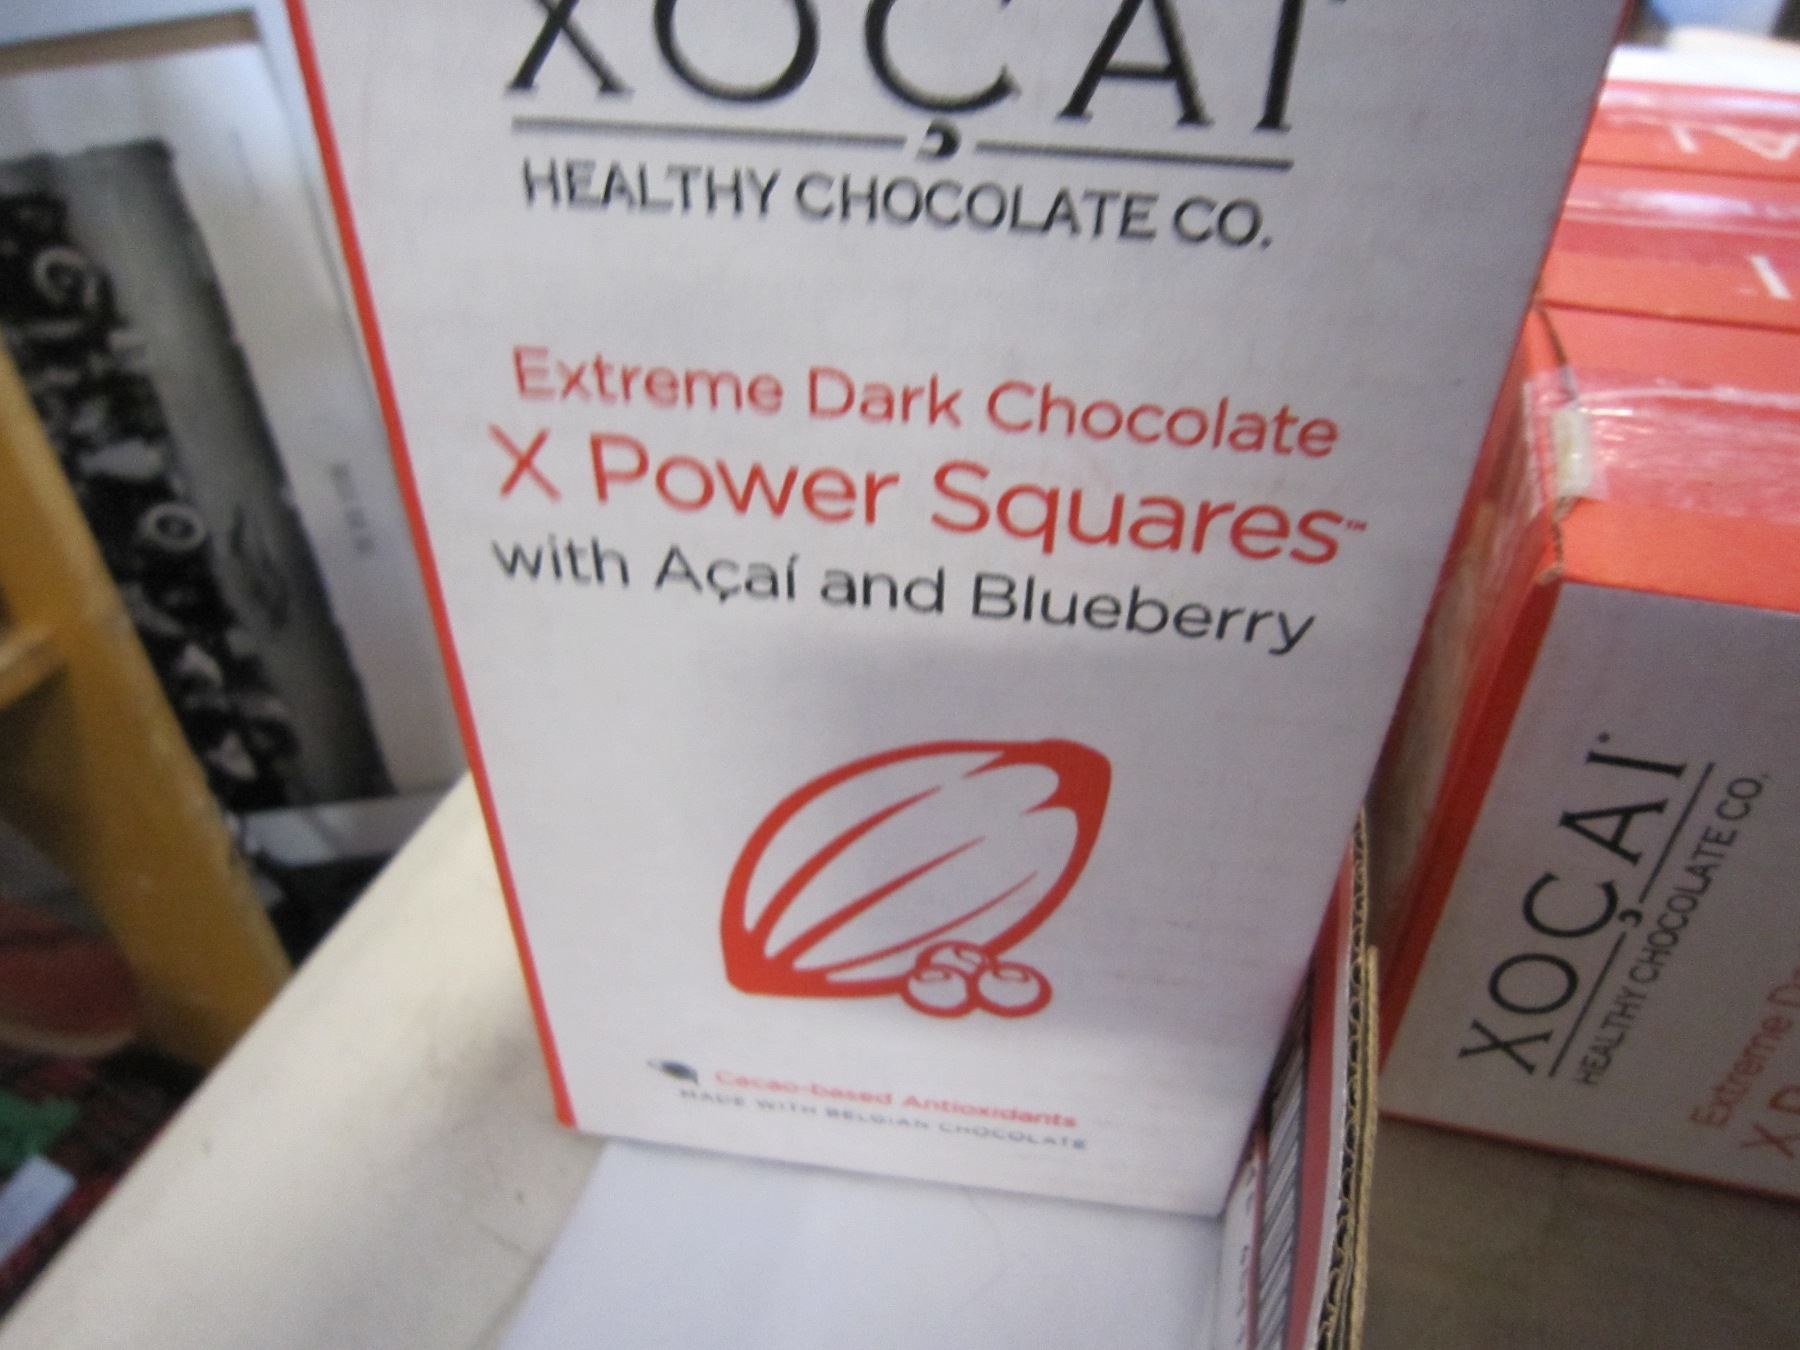 XOÇAI
HEALTHY CHOCOLATE CO.
Extreme Dark Chocolate
X Power Squares™
with Açaí and Blueberry
Cacao-based Antioxidants
MADE WITH BELGIAN CHOCOLATE
XOÇAI
HEALTHY CHOCOLATE CO.
Extreme
X